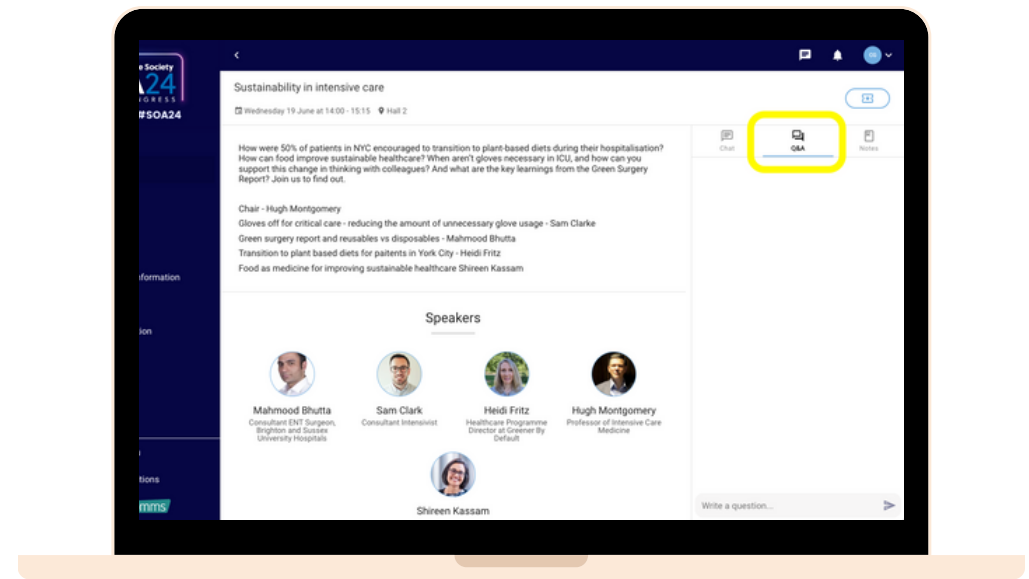 e Society
A24
NGRESS
#SOA24
formation
ion
tions
mms
Sustainability in intensive care
Wednesday 19 June at 14:00 - 15:15 Hall 2
How were 50% of patients in NYC encouraged to transition to plant-based diets during their hospitalisation?
How can food improve sustainable healthcare? When aren't gloves necessary in ICU, and how can you
support this change in thinking with colleagues? And what are the key learnings from the Green Surgery
Report? Join us to find out.
Chair - Hugh Montgomery
Gloves off for critical care - reducing the amount of unnecessary glove usage - Sam Clarke
Green surgery report and reusables vs disposables - Mahmood Bhutta
Transition to plant based diets for paitents in York City - Heidi Fritz
Food as medicine for improving sustainable healthcare Shireen Kassam
Speakers
Mahmood Bhutta
Consultant ENT Surgeon,
Brighton and Sussex
University Hospitals
Sam Clark
Consultant Intensivist
Heidi Fritz
Healthcare Programme
Director at Greener By
Default
Hugh Montgomery
Professor of Intensive Care
Medicine
Shireen Kassam
Chat
Q&A
Notes
Write a question...